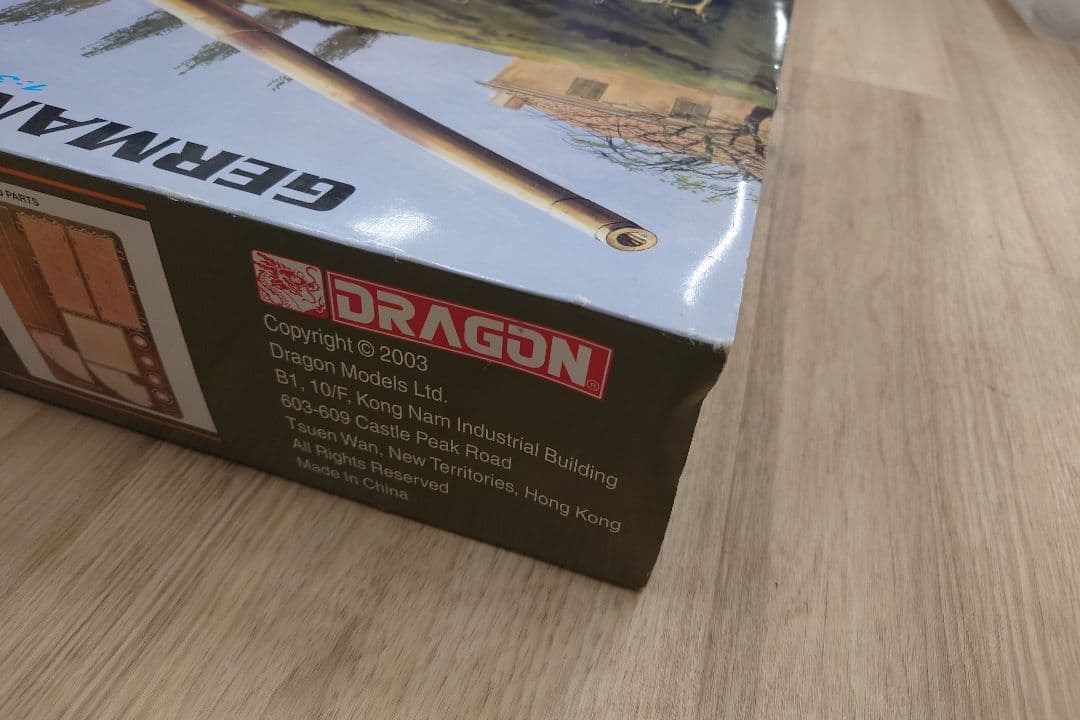 GERMAN
PARTS
DRAGON®
Copyright © 2003
Dragon Models Ltd.
B1, 10/F, Kong Nam Industrial Building
603-609 Castle Peak Road
Tsuen Wan, New Territories, Hong Kong
All Rights Reserved
Made In China